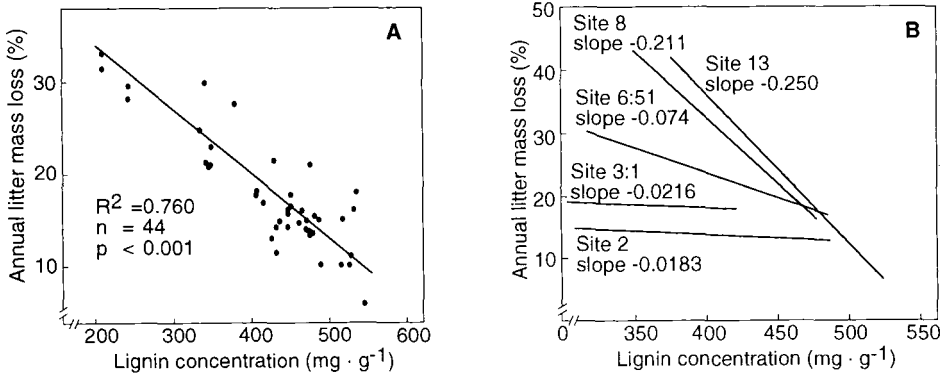 A
Annual litter mass loss (%)
30
20
10
R² =0.760
n = 44
p < 0.001
200 300 400 500 600
Lignin concentration (mg · g⁻¹)
B
Annual litter mass loss (%)
50
40
30
20
10
Site 8
slope -0.211
Site 13
slope -0.250
Site 6:51
slope -0.074
Site 3:1
slope -0.0216
Site 2
slope -0.0183
0 350 400 450 500 550
Lignin concentration (mg · g⁻¹)